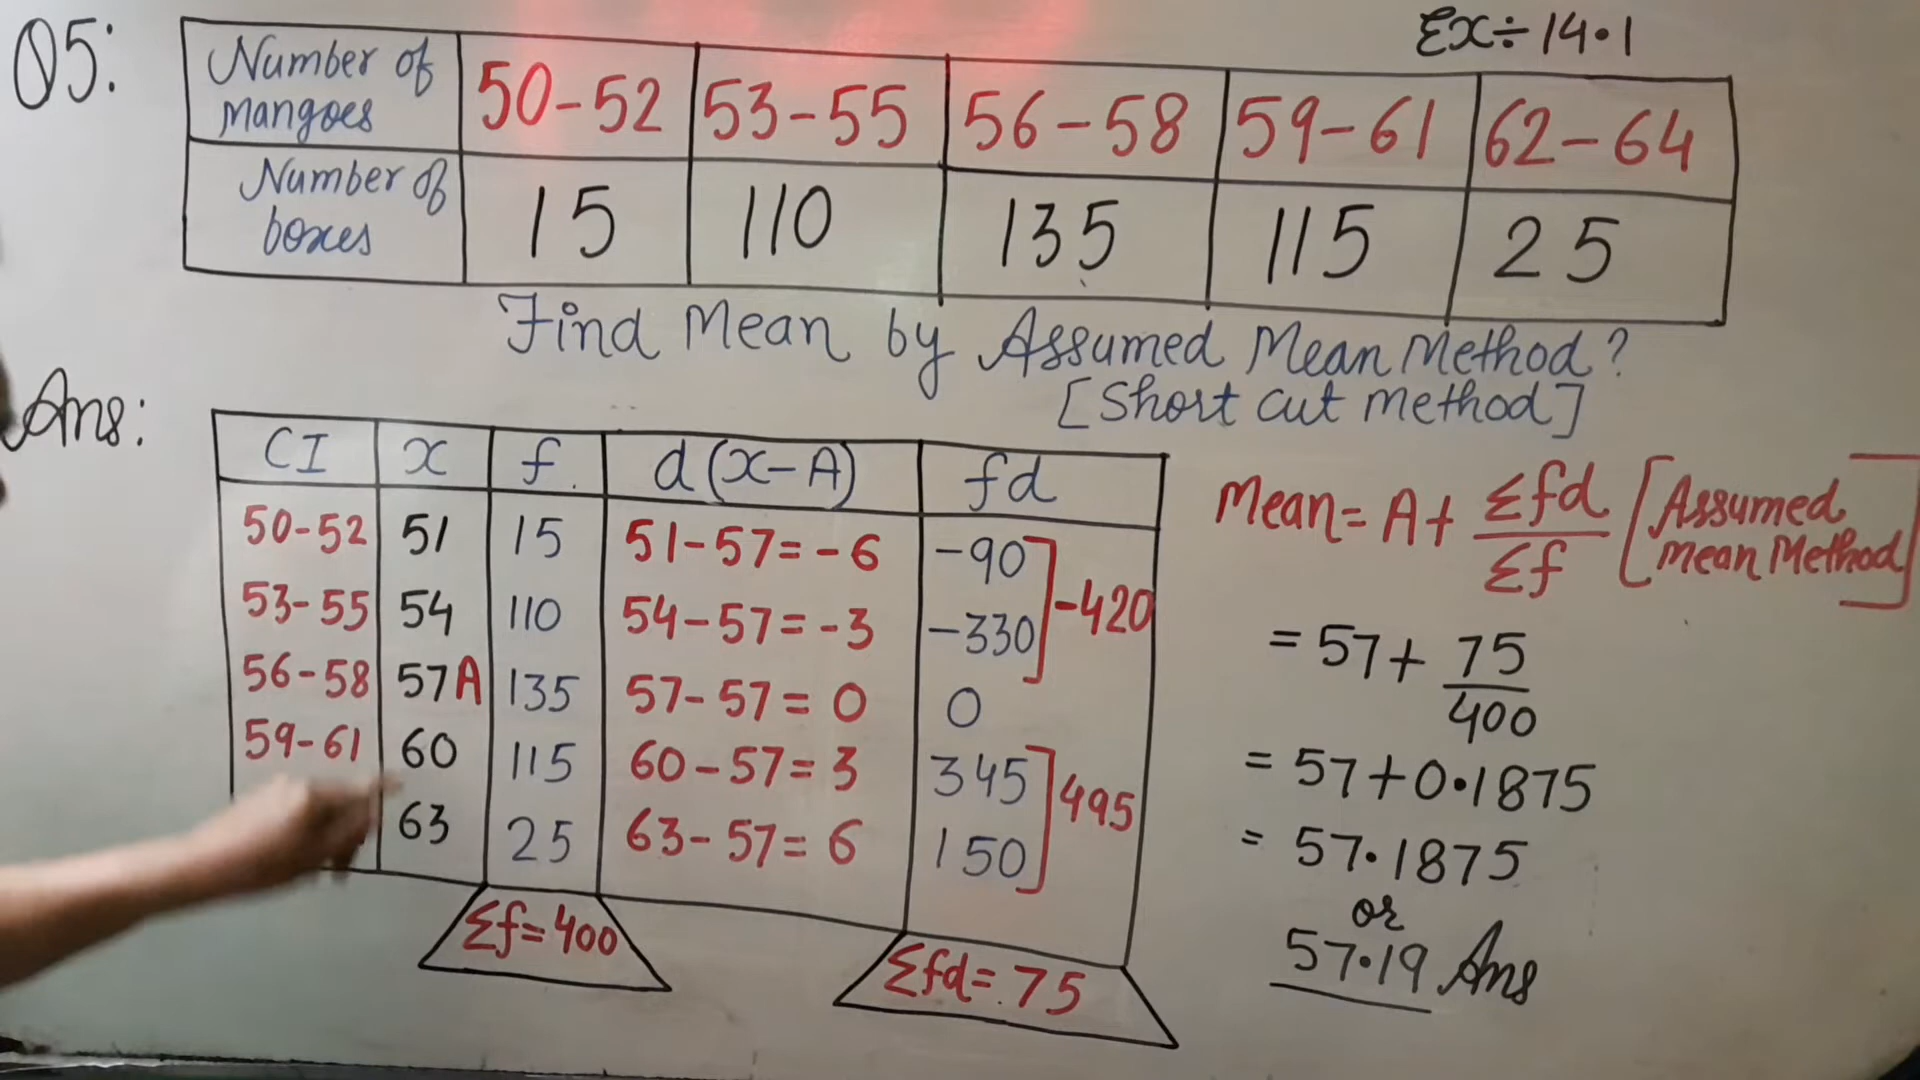 Ex÷14.1
Q5:
Number of mangoes 50-52 53-55 56-58 59-61 62-64
Number of boxes 15 110 135 115 25
Find Mean by Assumed Mean Method?
[Short cut method]
Ans:
CI x f d(x-A) fd
50-52 51 15 51-57=-6 -90
53-55 54 110 54-57=-3 -330
-420
56-58 57A 135 57-57=0 0
59-61 60 115 60-57=3 345
63 25 63-57=6 150
495
Σf=400
Σfd=75
Mean= A+ Σfd/Σf [Assumed mean Method]
= 57+ 75/400
= 57+0.1875
= 57.1875
or
57.19 Ans